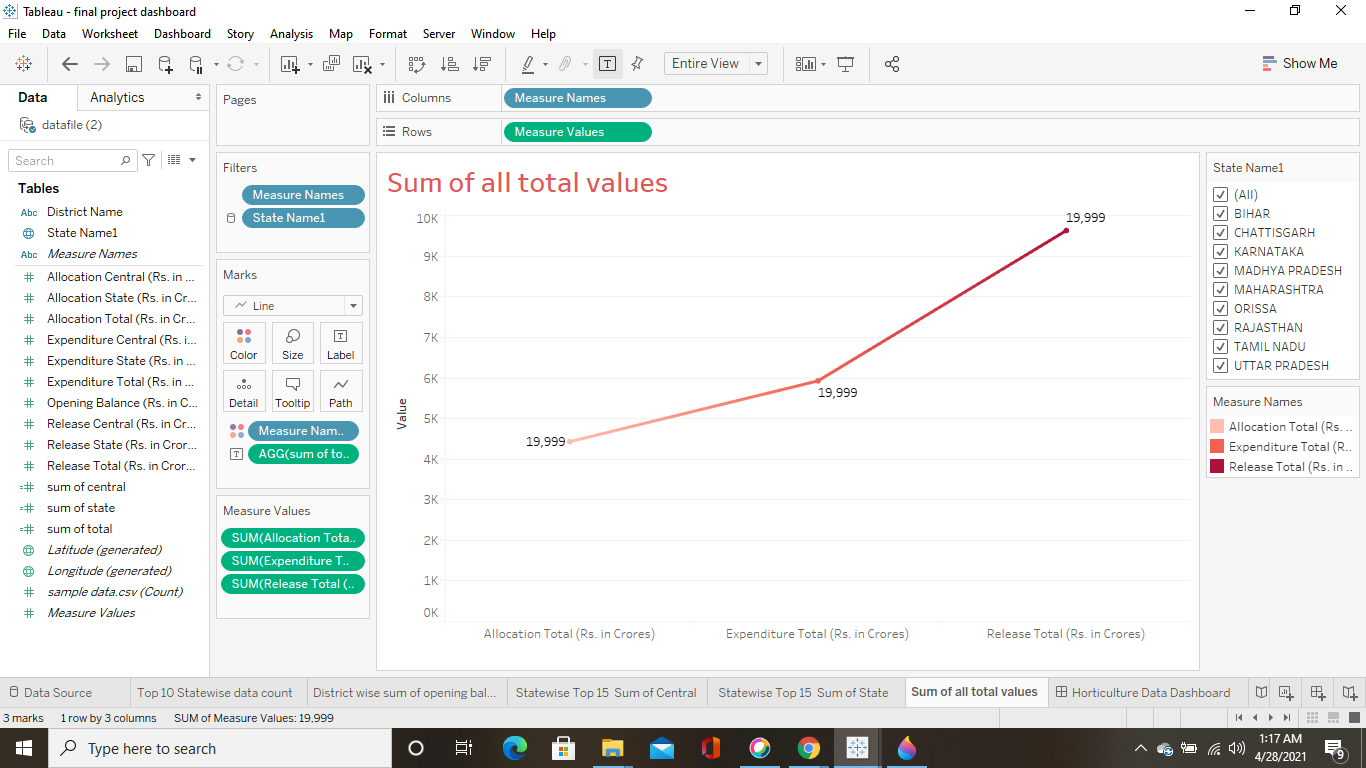 Tableau - final project dashboard
File Data Worksheet Dashboard Story Analysis Map Format Server Window Help
Entire View
Show Me
Data Analytics
datafile (2)
Search
Tables
Abc District Name
State Name1
Abc Measure Names
Allocation Central (Rs. in ...
Allocation State (Rs. in Cr...
Allocation Total (Rs. in Cr...
Expenditure Central (Rs. i...
Expenditure State (Rs. in ...
Expenditure Total (Rs. in ...
Opening Balance (Rs. in C...
Release Central (Rs. in Cr...
Release State (Rs. in Cror...
Release Total (Rs. in Cror...
sum of central
sum of state
sum of total
Latitude (generated)
Longitude (generated)
sample data.csv (Count)
Measure Values
Pages
Filters
Measure Names
State Name1
Marks
Line
Color Size Label
Detail Tooltip Path
Measure Nam..
AGG(sum of to..
Measure Values
SUM(Allocation Tota..
SUM(Expenditure T..
SUM(Release Total (..
Columns Measure Names
Rows Measure Values
Sum of all total values
10K
9K
8K
7K
6K
5K
4K
3K
2K
1K
0K
Value
19,999
19,999
19,999
Allocation Total (Rs. in Crores) Expenditure Total (Rs. in Crores) Release Total (Rs. in Crores)
State Name1
(All)
BIHAR
CHATTISGARH
KARNATAKA
MADHYA PRADESH
MAHARASHTRA
ORISSA
RAJASTHAN
TAMIL NADU
UTTAR PRADESH
Measure Names
Allocation Total (Rs. ..
Expenditure Total (R..
Release Total (Rs. in ..
Data Source Top 10 Statewise data count District wise sum of opening bal... Statewise Top 15 Sum of Central Statewise Top 15 Sum of State Sum of all total values Horticulture Data Dashboard
3 marks 1 row by 3 columns SUM of Measure Values: 19,999
Type here to search
1:17 AM
4/28/2021
9